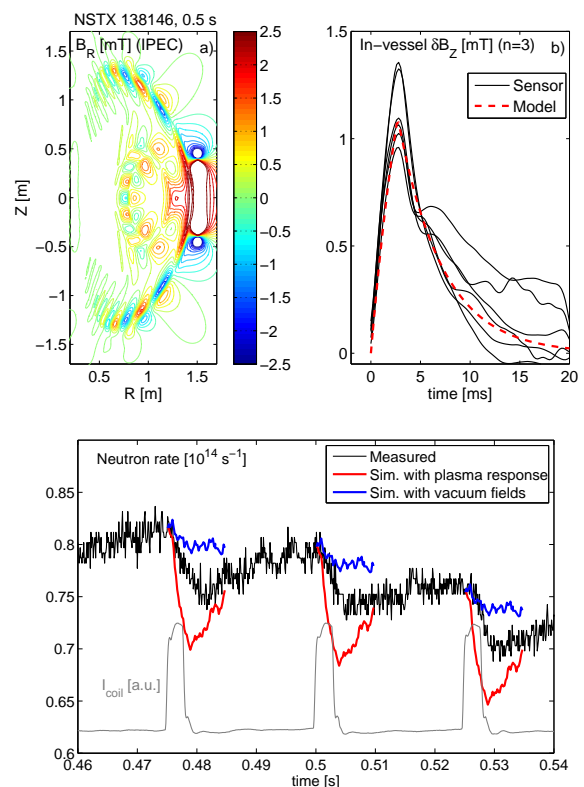 NSTX 138146, 0.5 s
B_R [mT] (IPEC) a)
1.5
1
0.5
0
−0.5
−1
−1.5
Z [m]
0.5 1 1.5
R [m]
2.5
2
1.5
1
0.5
0
−0.5
−1
−1.5
−2
−2.5
In−vessel δB_Z [mT] (n=3) b)
Sensor
Model
1.5
1
0.5
0
0 5 10 15 20
time [ms]
Neutron rate [10^14 s^−1]
Measured
Sim. with plasma response
Sim. with vacuum fields
0.85
0.8
0.75
0.7
0.65
0.6
I_coil [a.u.]
0.46 0.47 0.48 0.49 0.5 0.51 0.52 0.53 0.54
time [s]